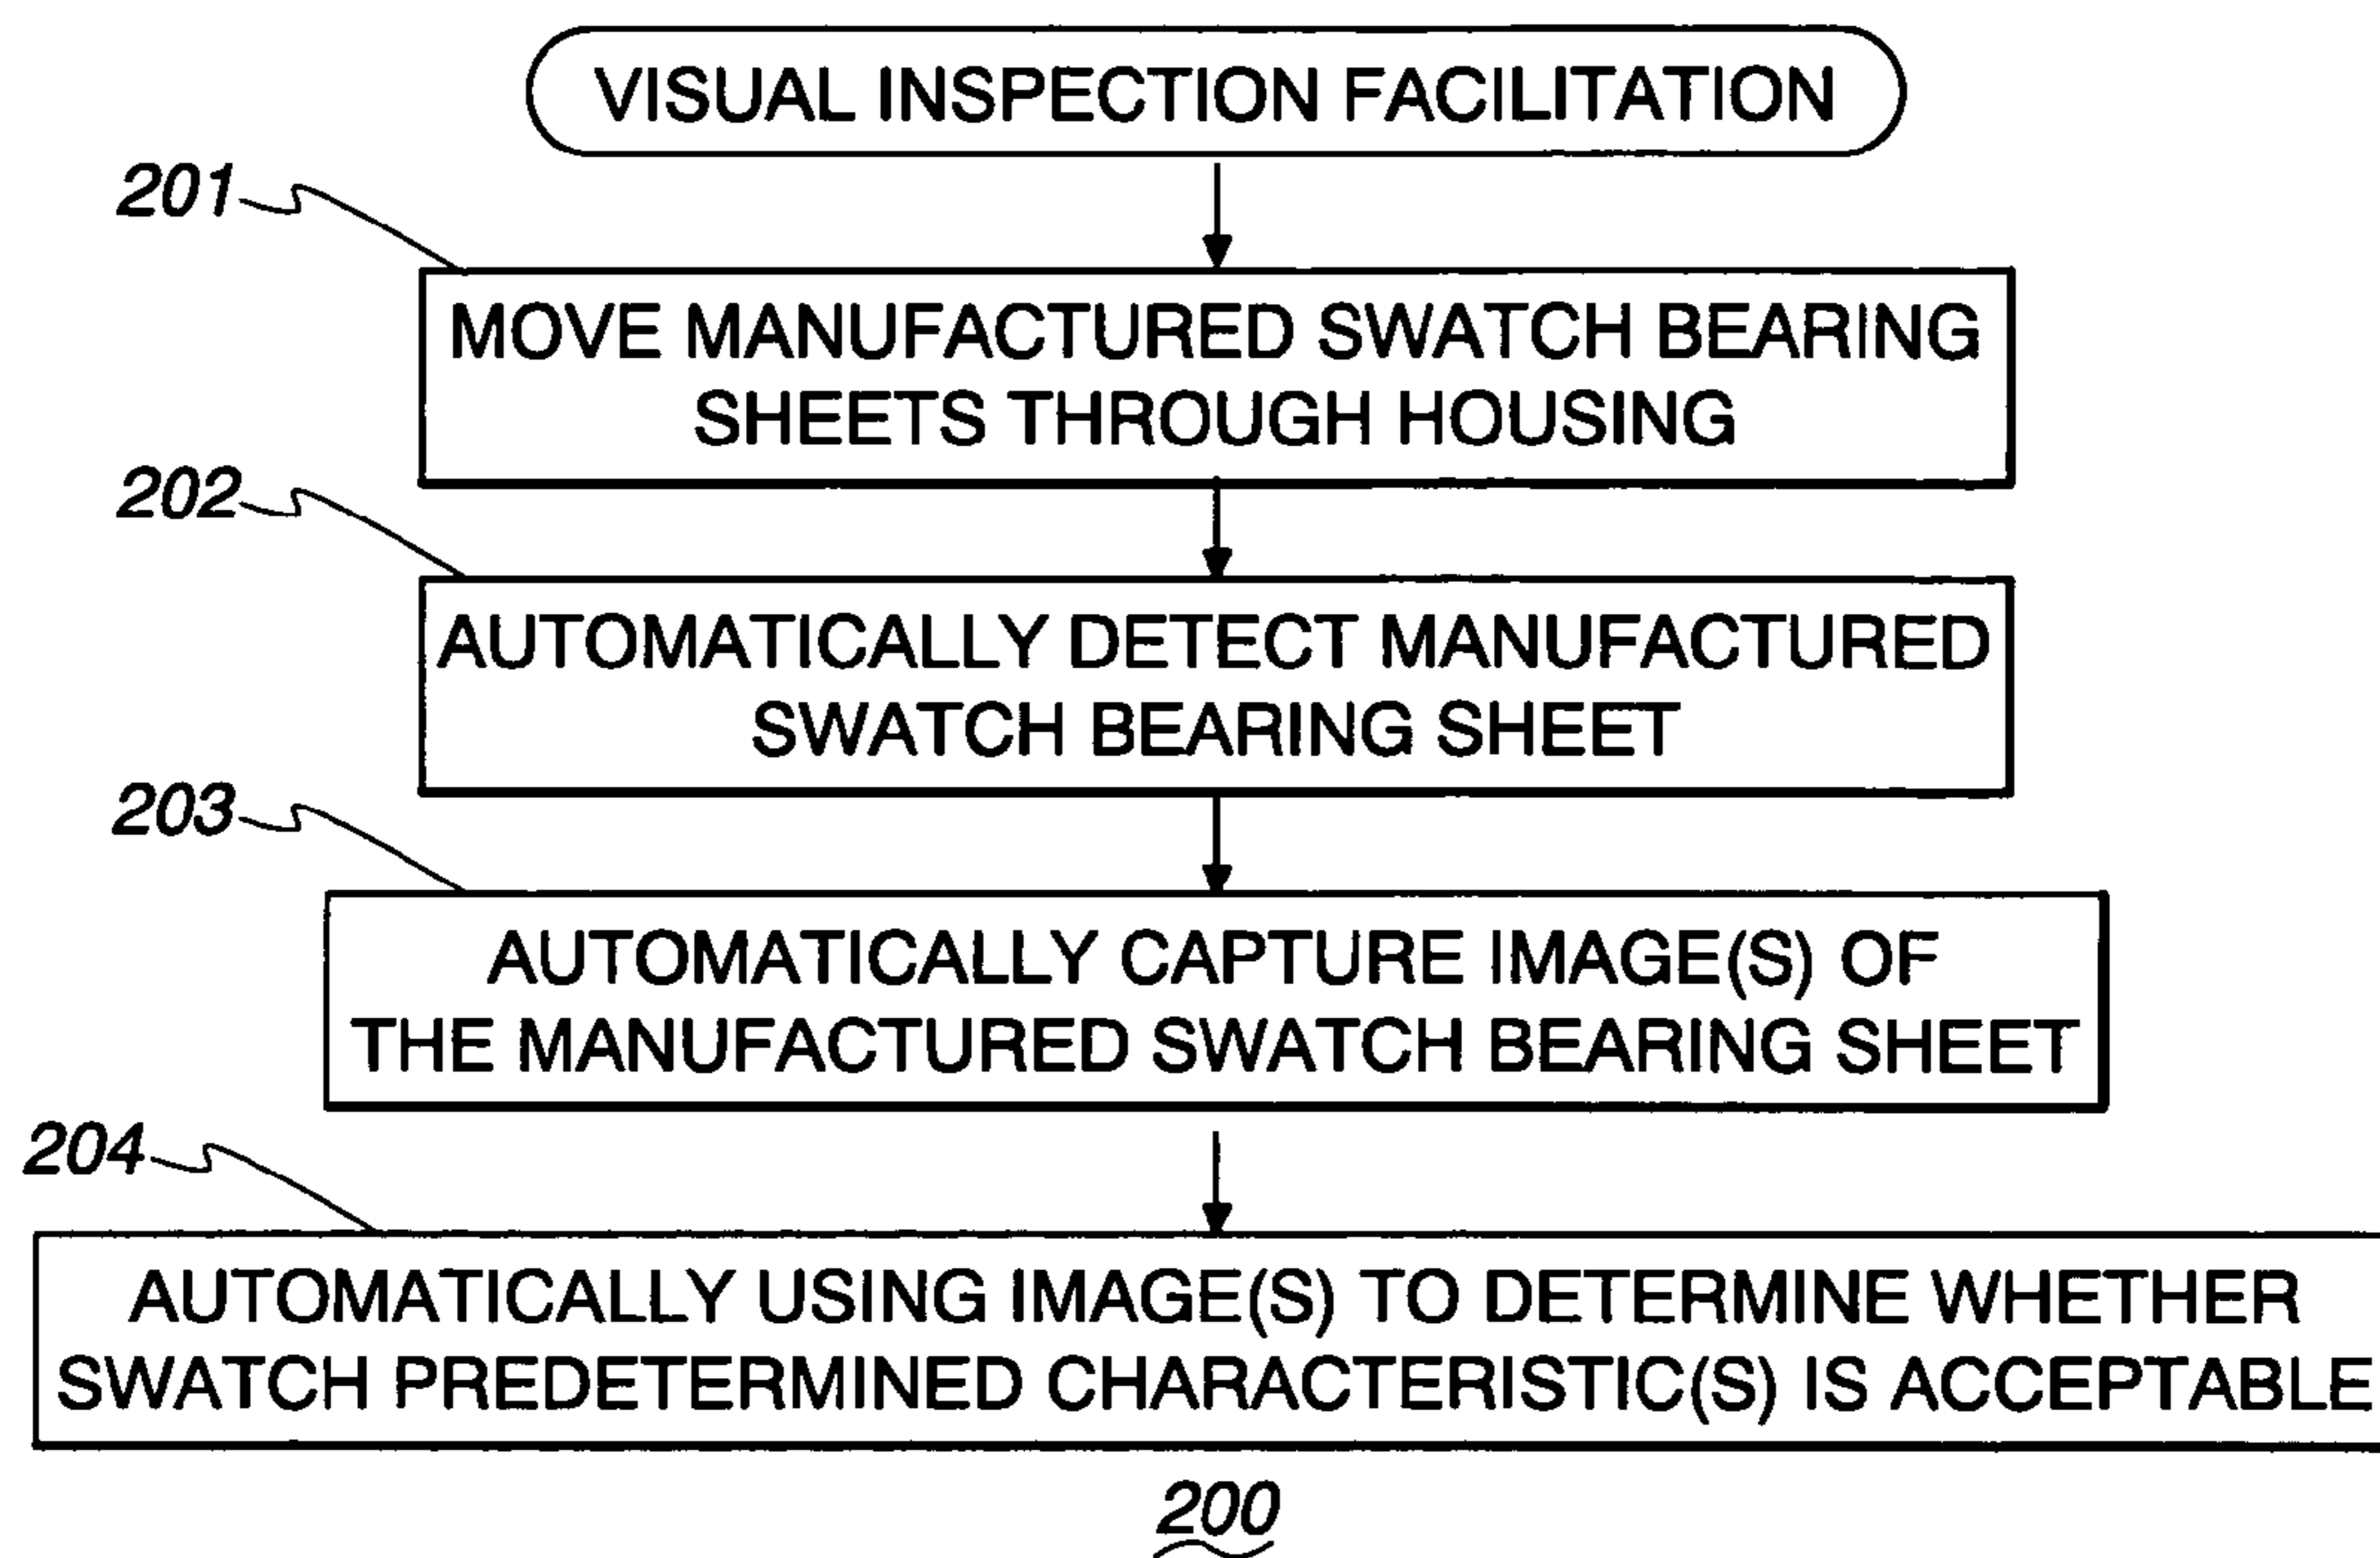 VISUAL INSPECTION FACILITATION
201
MOVE MANUFACTURED SWATCH BEARING
SHEETS THROUGH HOUSING
202
AUTOMATICALLY DETECT MANUFACTURED
SWATCH BEARING SHEET
203
AUTOMATICALLY CAPTURE IMAGE(S) OF
THE MANUFACTURED SWATCH BEARING SHEET
204
AUTOMATICALLY USING IMAGE(S) TO DETERMINE WHETHER
SWATCH PREDETERMINED CHARACTERISTIC(S) IS ACCEPTABLE
200